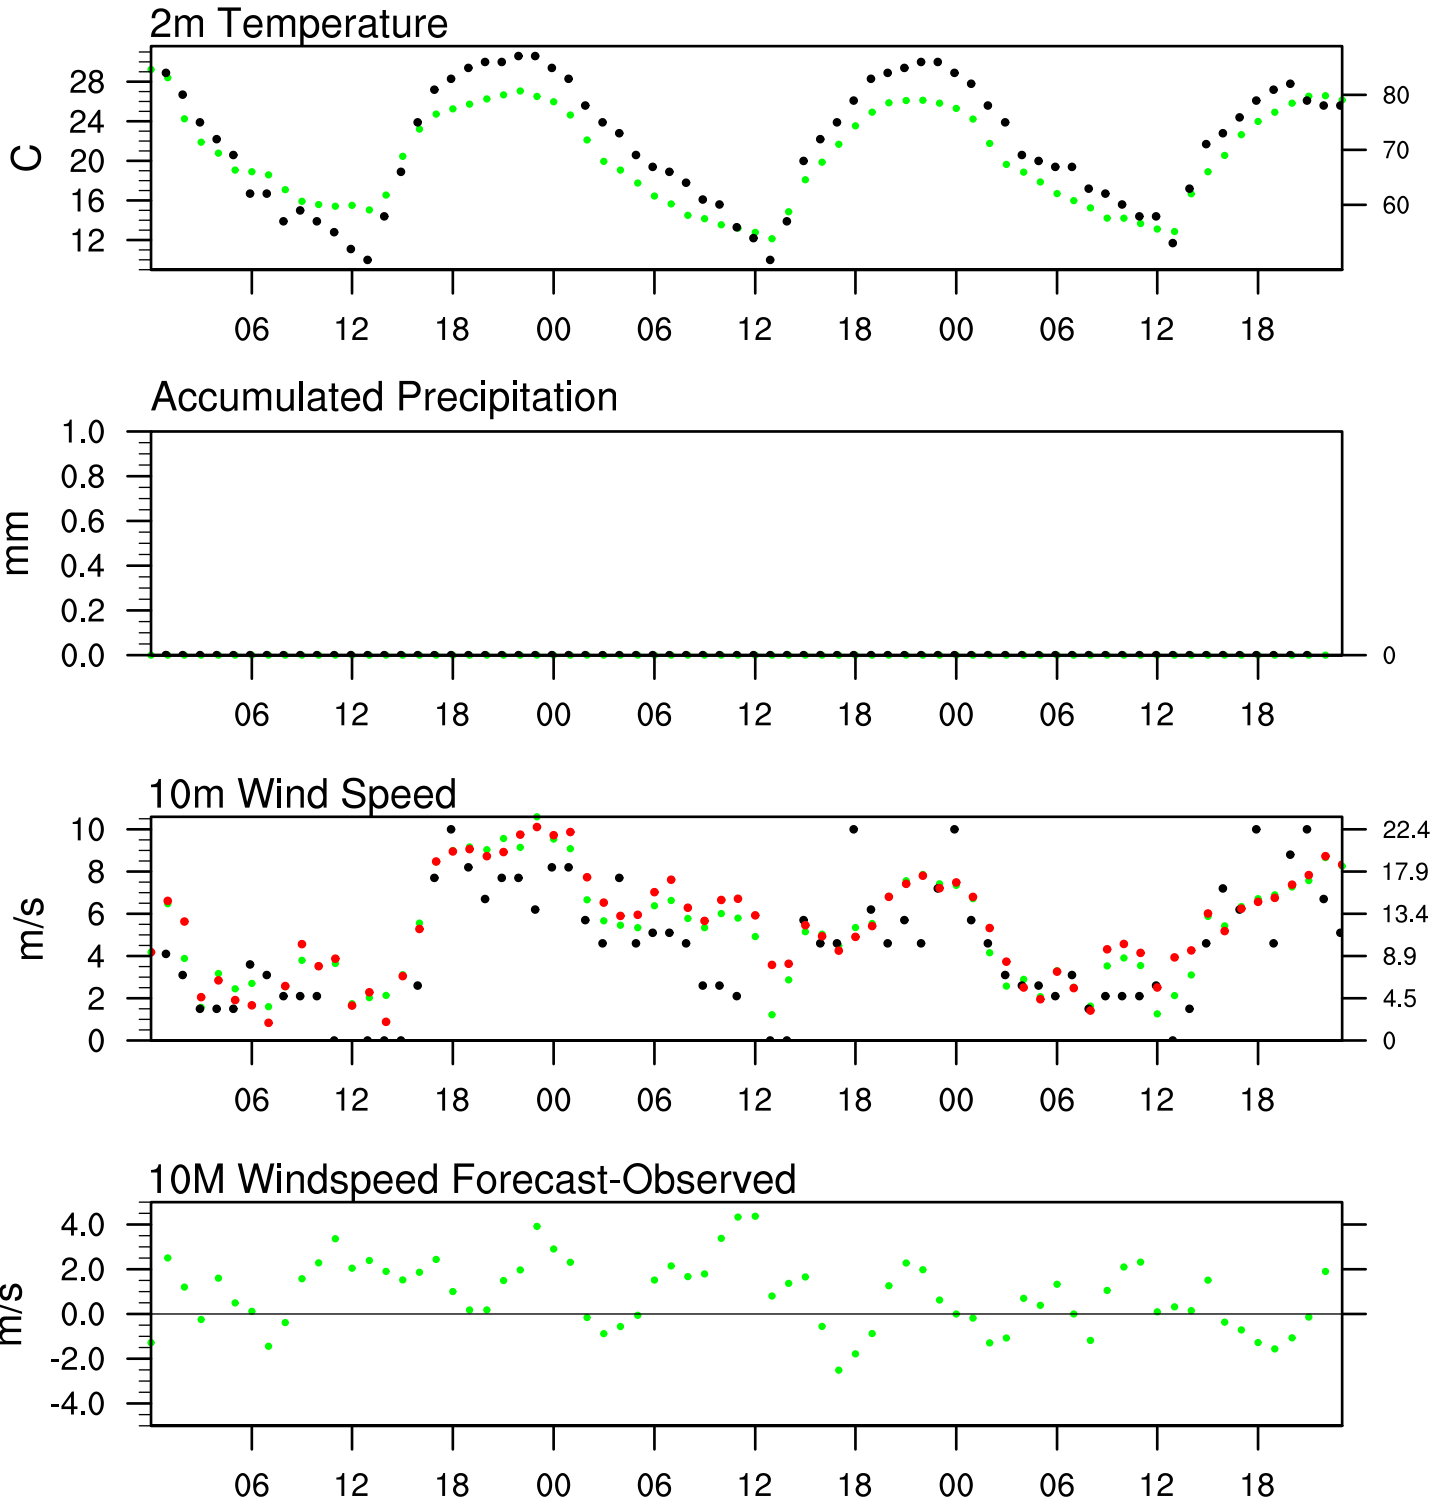 2m Temperature
28
24
20
16
12
C
80
70
60
06 12 18 00 06 12 18 00 06 12 18
Accumulated Precipitation
1.0
0.8
0.6
0.4
0.2
0.0
mm
0
06 12 18 00 06 12 18 00 06 12 18
10m Wind Speed
10
8
6
4
2
0
m/s
22.4
17.9
13.4
8.9
4.5
0
06 12 18 00 06 12 18 00 06 12 18
10M Windspeed Forecast-Observed
4.0
2.0
0.0
-2.0
-4.0
m/s
06 12 18 00 06 12 18 00 06 12 18